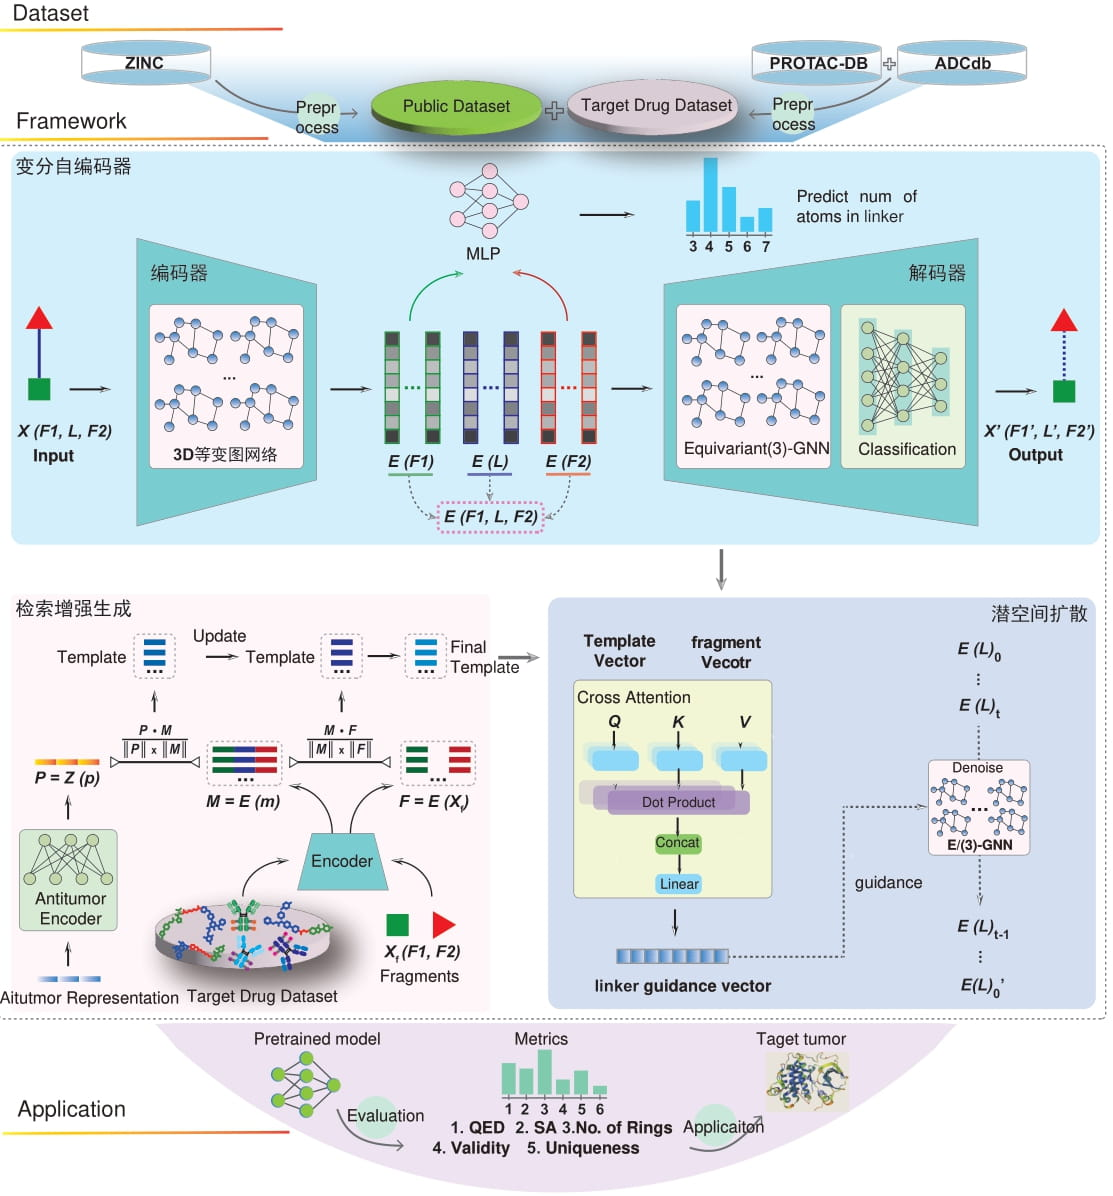 Dataset
ZINC
PROTAC-DB
ADCdb
Public Dataset
Target Drug Dataset
Prepr
ocess
Prepr
ocess
Framework
变分自编码器
MLP
3 4 5 6 7
Predict num of
atoms in linker
编码器
3D等变图网络
X (F1, L, F2)
Input
E (F1)
E (L)
E (F2)
E (F1, L, F2)
解码器
Equivariant(3)-GNN
Classification
X' (F1', L', F2')
Output
检索增强生成
Template
Update
Template
Final
Template
P · M
‖P‖ x ‖M‖
M · F
‖M‖ x ‖F‖
P = Z (p)
M = E (m)
F = E (Xf)
Antitumor
Encoder
Encoder
Xf (F1, F2)
Fragments
Aitutmor Representation
Target Drug Dataset
潜空间扩散
Template
Vector
fragment
Vecotr
Cross Attention
Q K V
Dot Product
Concat
Linear
linker guidance vector
guidance
E (L)0
E (L)t
Denoise
E/(3)-GNN
E (L)t-1
E(L)0'
Application
Pretrained model
Evaluation
Metrics
1 2 3 4 5 6
1. QED 2. SA 3.No. of Rings
4. Validity 5. Uniqueness
Applicaiton
Taget tumor